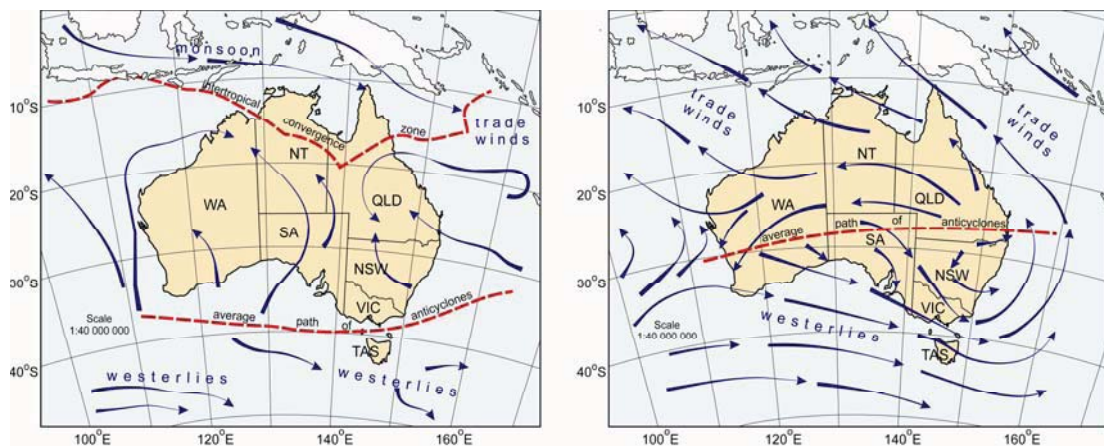 monsoon
10°S
intertropical
convergence
zone
trade
winds
NT
20°S
WA
QLD
SA
30°S
NSW
Scale
1:40 000 000
VIC
average path of anticyclones
TAS
40°S
westerlies
westerlies
100°E 120°E 140°E 160°E
10°S
trade
winds
trade
winds
NT
20°S
WA
QLD
average path of anticyclones
SA
30°S
NSW
VIC
Scale
1:40 000 000
westerlies
TAS
40°S
100°E 120°E 140°E 160°E